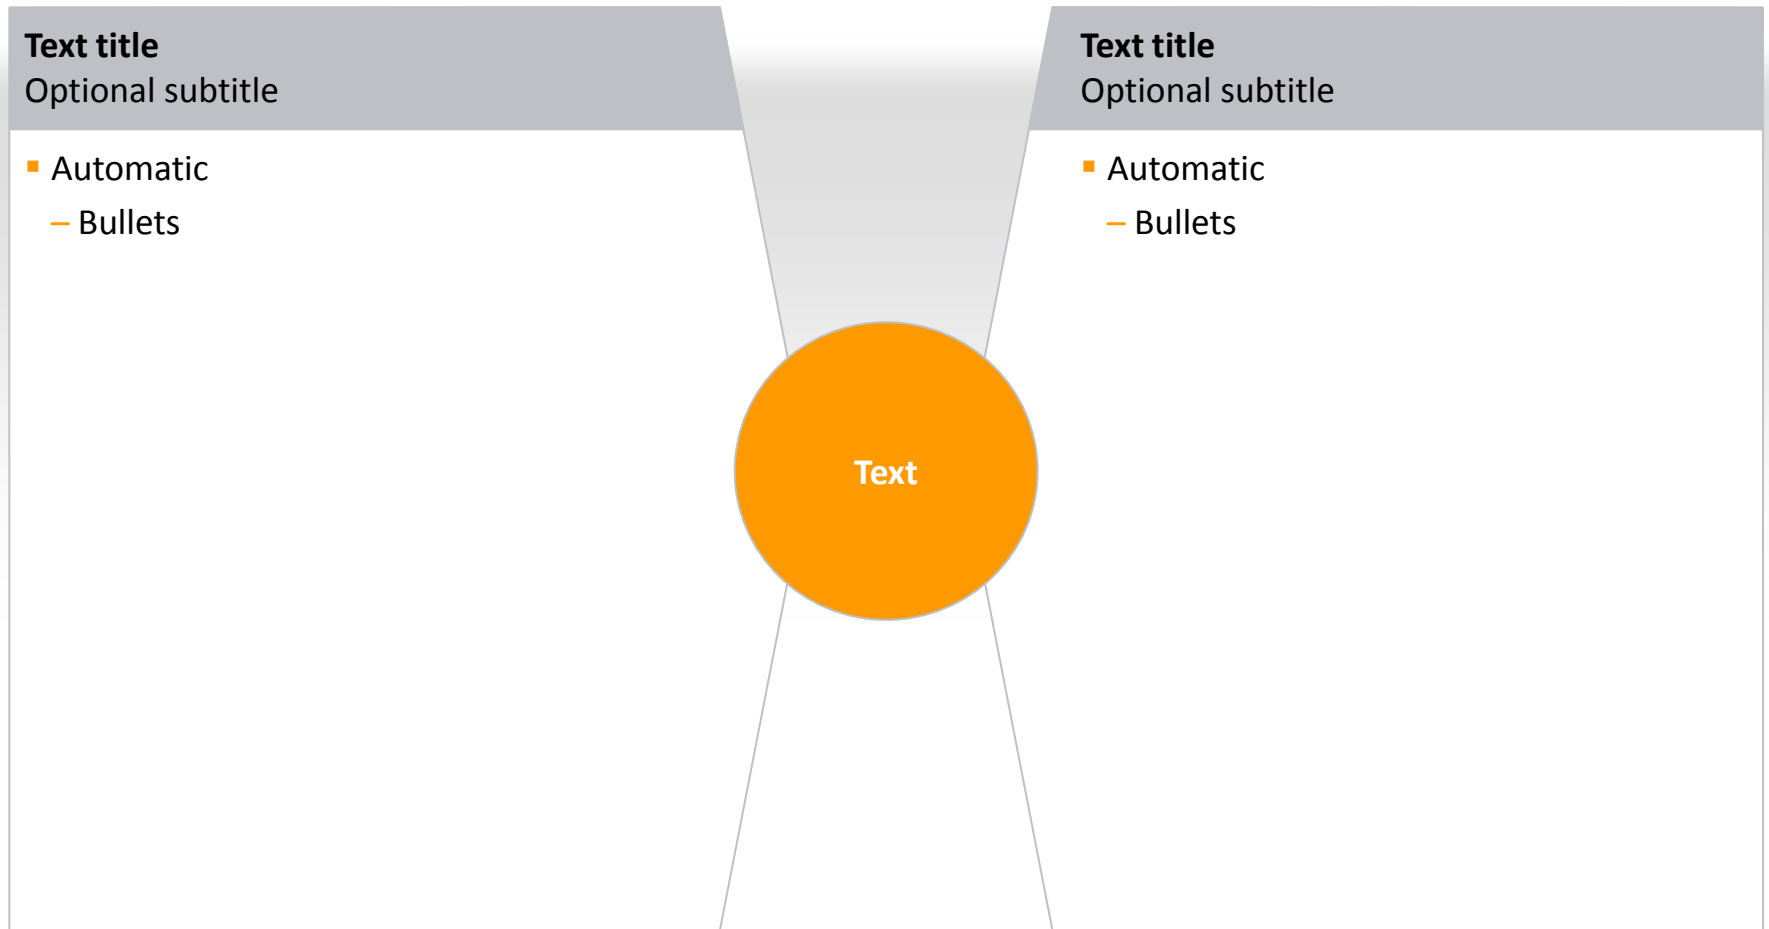 Text title
Optional subtitle
▪ Automatic
– Bullets
Text
Text title
Optional subtitle
▪ Automatic
– Bullets